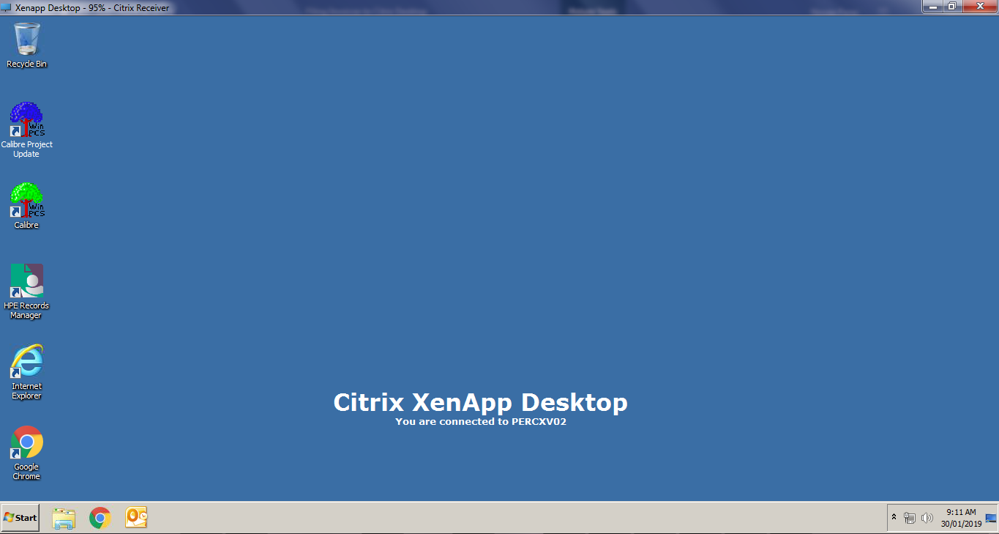 Xenapp Desktop - 95% - Citrix Receiver
Recycle Bin
Win
PCS
Calibre Project
Update
Win
PCS
Calibre
HPE Records
Manager
Internet
Explorer
Google
Chrome
Citrix XenApp Desktop
You are connected to PERCXV02
Start
9:11 AM
30/01/2019